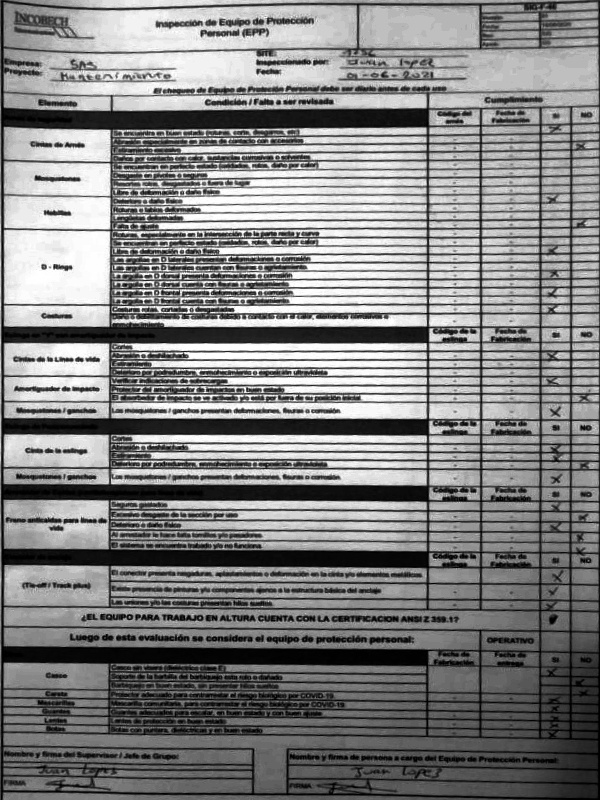 INCOBECH
Inspección de Equipo de Protección
Personal (EPP)
SIG-F-46
Empresa: SAS
SITE: 1776
Proyecto: Mantenimiento
Inspeccionado por: Juan Lopez
Fecha: 01-06-2021
El chequeo de Equipo de Protección Personal debe ser diario antes de cada uso
Elemento Condición / Falta a ser revisada Cumplimiento
Código del arnés Fecha de Fabricación SI NO
Cintas de Arnés
Se encuentra en buen estado (roturas, corte, desgarros, etc)
Abrasión especialmente en zonas de contacto con accesorios
Estiramiento excesivo
Daños por contacto con calor, sustancias corrosivas o solventes
Mosquetones
Se encuentran en perfecto estado (oxidados, rotos, daño por calor)
Desgaste en pivotes o seguros
Resortes rotos, desgastados o fuera de lugar
Libre de deformación o daño físico
Hebillas
Deterioro o daño físico
Roturas o labios deformados
Lengüetas deformadas
Falta de ajuste
D - Rings
Roturas, especialmente en la intersección de la parte recta y curva
Se encuentran en perfecto estado (oxidados, rotos, daño por calor)
Libre de deformación o daño físico
Las argollas en D laterales presentan deformaciones o corrosión
Las argollas en D laterales cuentan con fisuras o agrietamiento
La argolla en D dorsal presenta deformaciones o corrosión
La argolla en D dorsal cuenta con fisuras o agrietamiento
La argolla en D frontal presenta deformaciones o corrosión
La argolla en D frontal cuenta con fisuras o agrietamiento
Costuras
Costuras rotas, cortadas o desgastadas
Daño o debilitamiento de costuras debido a contacto con el calor, elementos corrosivos o enmohecimiento
Código de la eslinga Fecha de Fabricación SI NO
Cintas de la Línea de vida
Cortes
Abrasión o deshilachado
Estiramiento
Deterioro por podredumbre, enmohecimiento o exposición ultravioleta
Amortiguador de impacto
Verificar indicaciones de sobrecargas
Protector del amortiguador de impactos en buen estado
El absorbedor de impacto se ve activado y/o está por fuera de su posición inicial
Mosquetones / ganchos
Los mosquetones / ganchos presentan deformaciones, fisuras o corrosión
Código de la eslinga Fecha de Fabricación SI NO
Cinta de la eslinga
Cortes
Abrasión o deshilachado
Estiramiento
Deterioro por podredumbre, enmohecimiento o exposición ultravioleta
Mosquetones / ganchos
Los mosquetones / ganchos presentan deformaciones, fisuras o corrosión
Código de la eslinga Fecha de Fabricación SI NO
Freno anticaídas para línea de vida
Seguros gastados
Excesivo desgaste de la sección por uso
Deterioro o daño físico
Al arrestador le hace falta tornillos y/o pasadores
El sistema se encuentra trabado y/o no funciona
Código de la eslinga Fecha de Fabricación SI NO
(Tie-off / Track plus)
El conector presenta rasgaduras, aplastamientos o deformación en la cinta y/o elementos metálicos.
Existe presencia de pinturas y/o componentes ajenos a la estructura básica del anclaje
Las uniones y/o las costuras presentan hilos sueltos.
¿EL EQUIPO PARA TRABAJO EN ALTURA CUENTA CON LA CERTIFICACION ANSI Z 359.1?
Luego de esta evaluación se considera el equipo de protección personal: OPERATIVO
Fecha de Fabricación Fecha de entrega SI NO
Casco
Casco sin visera (dieléctrico clase E)
Soporte de la barbilla del barbiquejo esta roto o dañado
Barbiquejo en buen estado, sin presentar hilos sueltos
Careta Protector adecuado para contrarrestar el riesgo biológico por COVID-19
Mascarillas Mascarilla comunitaria, para contrarrestar el riesgo biológico por COVID-19
Guantes Guantes adecuados para escalar, en buen estado y con buen ajuste
Lentes Lentes de protección en buen estado
Botas Botas con puntera, dieléctricas y en buen estado
Nombre y firma del Supervisor / Jefe de Grupo:
Juan Lopez
FIRMA
Nombre y firma de persona a cargo del Equipo de Protección Personal:
Juan Lopez
FIRMA